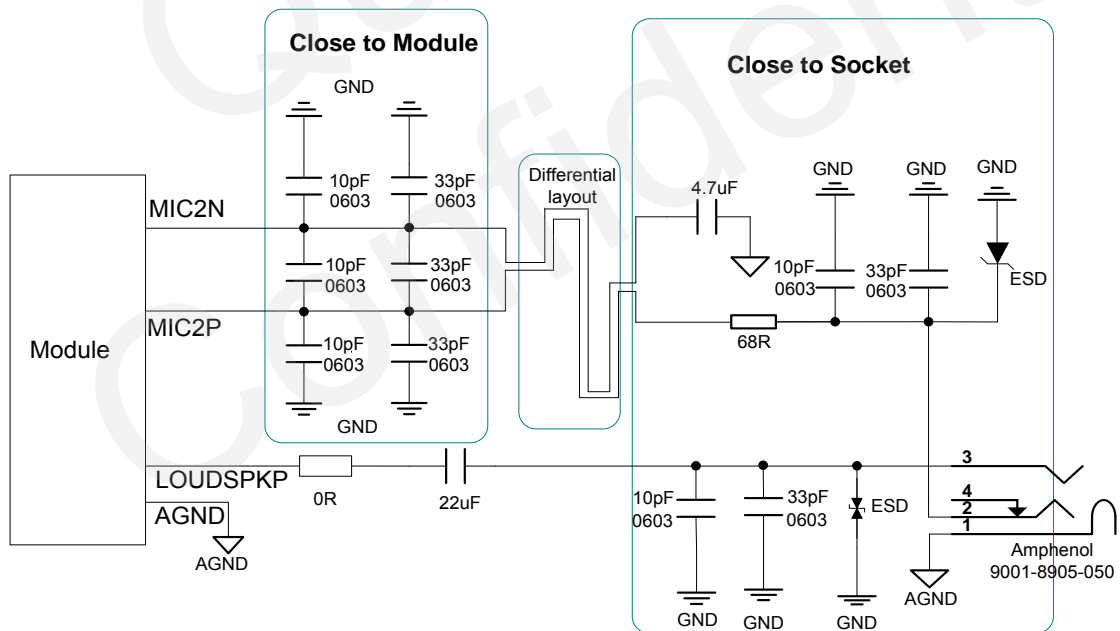 Close to Module
GND
10pF
0603
33pF
0603
MIC2N
10pF
0603
33pF
0603
MIC2P
10pF
0603
33pF
0603
GND
Module
Differential
layout
Close to Socket
4.7uF
GND
GND
GND
10pF
0603
33pF
0603
ESD
68R
LOUDSPKP
0R
22uF
AGND
AGND
10pF
0603
33pF
0603
ESD
GND
GND
GND
3
4
2
1
Amphenol
9001-8905-050
AGND
Confidential